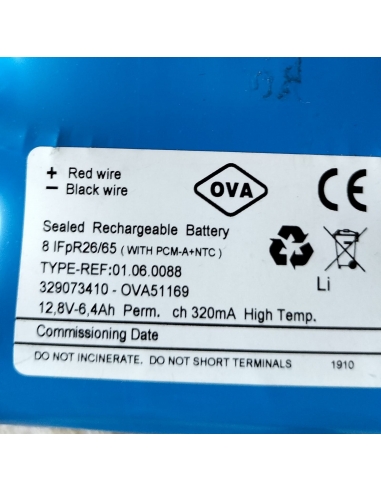 + Red wire
− Black wire
OVA
CE
Sealed Rechargeable Battery
8 IFpR26/65 ( WITH PCM-A+NTC )
TYPE-REF:01.06.0088
329073410 - OVA51169
Li
12,8V-6,4Ah Perm. ch 320mA High Temp.
Commissioning Date
DO NOT INCINERATE. DO NOT SHORT TERMINALS 1910